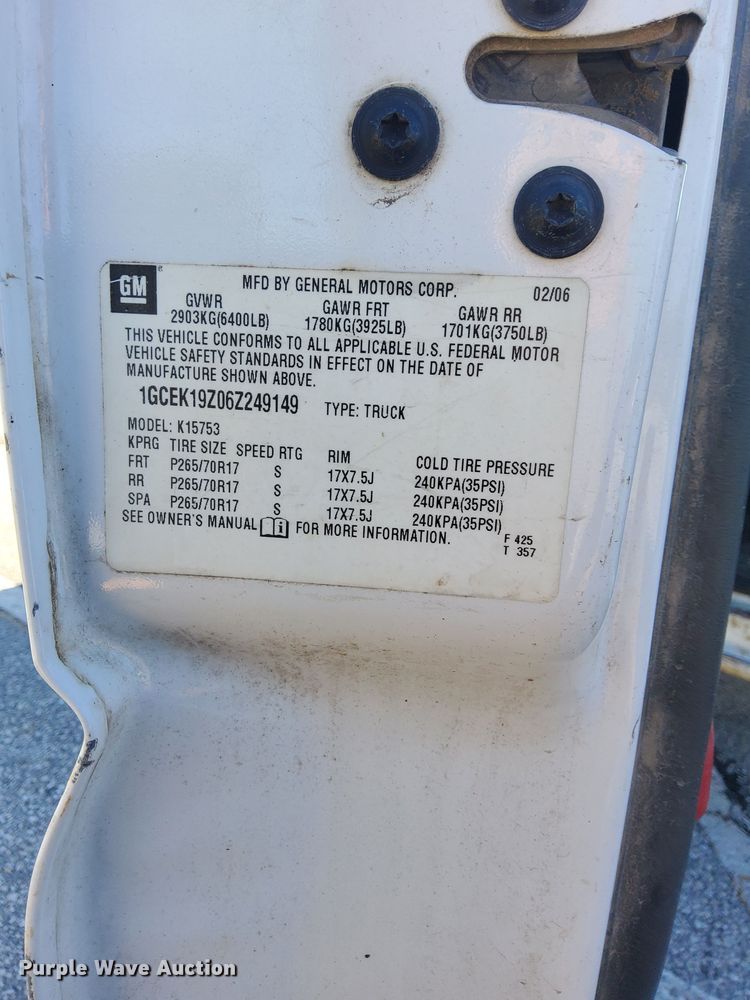 GM
MFD BY GENERAL MOTORS CORP. 02/06
GVWR GAWR FRT GAWR RR
2903KG(6400LB) 1780KG(3925LB) 1701KG(3750LB)
THIS VEHICLE CONFORMS TO ALL APPLICABLE U.S. FEDERAL MOTOR
VEHICLE SAFETY STANDARDS IN EFFECT ON THE DATE OF
MANUFACTURE SHOWN ABOVE.
1GCEK19Z06Z249149 TYPE: TRUCK
MODEL: K15753
KPRG TIRE SIZE SPEED RTG RIM COLD TIRE PRESSURE
FRT P265/70R17 S 17X7.5J 240KPA(35PSI)
RR P265/70R17 S 17X7.5J 240KPA(35PSI)
SPA P265/70R17 S 17X7.5J 240KPA(35PSI)
SEE OWNER'S MANUAL FOR MORE INFORMATION.
F 425
T 357
Purple Wave Auction